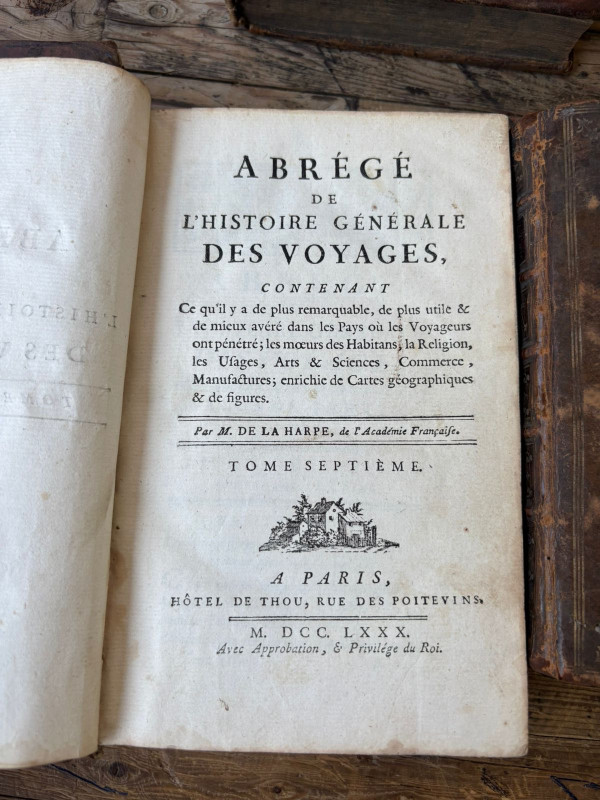 ABRÉGÉ
DE
L'HISTOIRE GÉNÉRALE
DES VOYAGES,
CONTENANT
Ce qu'il y a de plus remarquable, de plus utile &
de mieux avéré dans les Pays où les Voyageurs
ont pénétré; les mœurs des Habitans, la Religion,
les Uſages, Arts & Sciences, Commerce,
Manufactures; enrichie de Cartes géographiques
& de figures.
Par M. DE LA HARPE, de l'Académie Françaiſe.
TOME SEPTIÈME.
A PARIS,
HÔTEL DE THOU, RUE DES POITEVINS.
M. DCC. LXXX.
Avec Approbation, & Privilége du Roi.